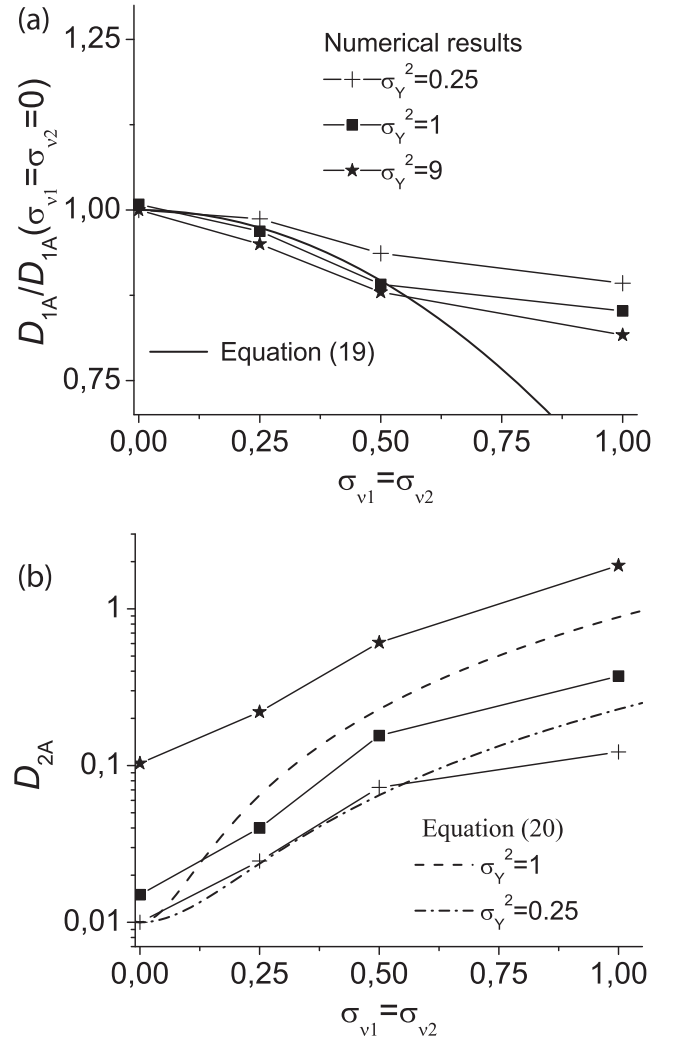 (a)
1,25
1,00
0,75
D1A/D1A(σν1=σν2=0)
Numerical results
σY²=0.25
σY²=1
σY²=9
Equation (19)
0,00 0,25 0,50 0,75 1,00
σν1=σν2
(b)
1
0,1
0,01
D2A
Equation (20)
σY²=1
σY²=0.25
0,00 0,25 0,50 0,75 1,00
σν1=σν2